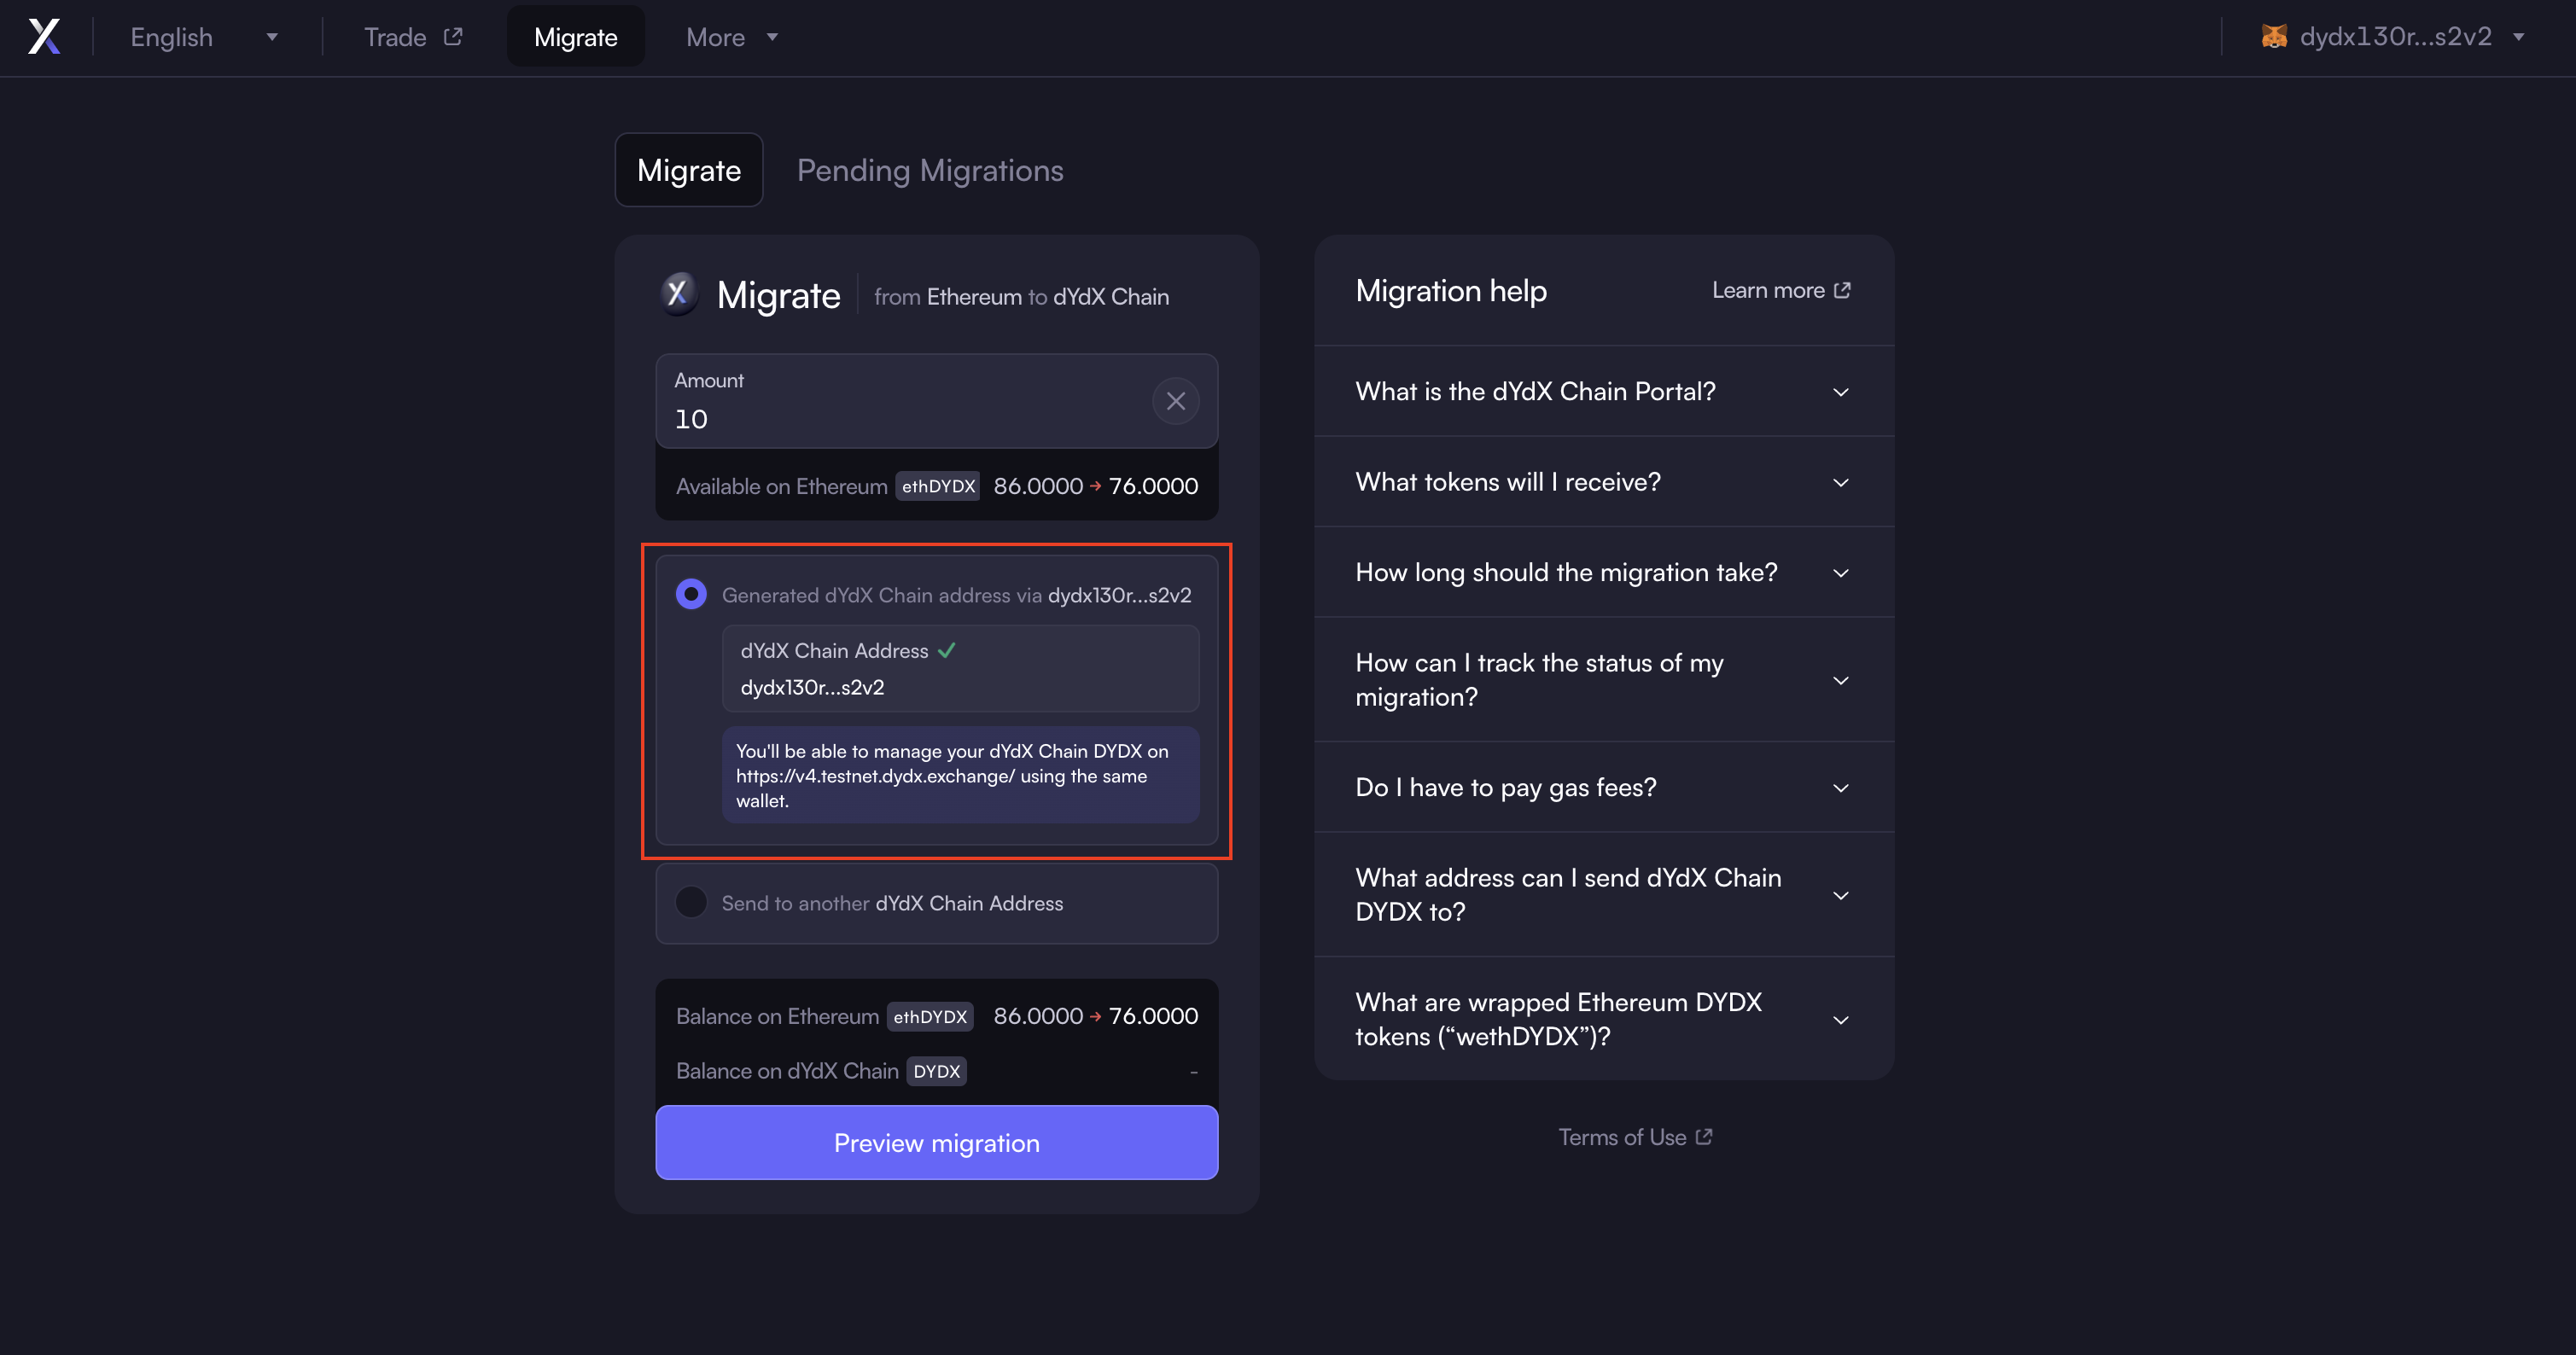 English
Trade
Migrate
More
dydx130r...s2v2
Migrate
Pending Migrations
Migrate
from Ethereum to dYdX Chain
Amount
10
Available on Ethereum ethDYDX 86.0000 → 76.0000
Generated dYdX Chain address via dydx130r...s2v2
dYdX Chain Address
dydx130r...s2v2
You'll be able to manage your dYdX Chain DYDX on
https://v4.testnet.dydx.exchange/ using the same
wallet.
Send to another dYdX Chain Address
Balance on Ethereum ethDYDX 86.0000 → 76.0000
Balance on dYdX Chain DYDX -
Preview migration
Migration help
Learn more
What is the dYdX Chain Portal?
What tokens will I receive?
How long should the migration take?
How can I track the status of my
migration?
Do I have to pay gas fees?
What address can I send dYdX Chain
DYDX to?
What are wrapped Ethereum DYDX
tokens (“wethDYDX”)?
Terms of Use